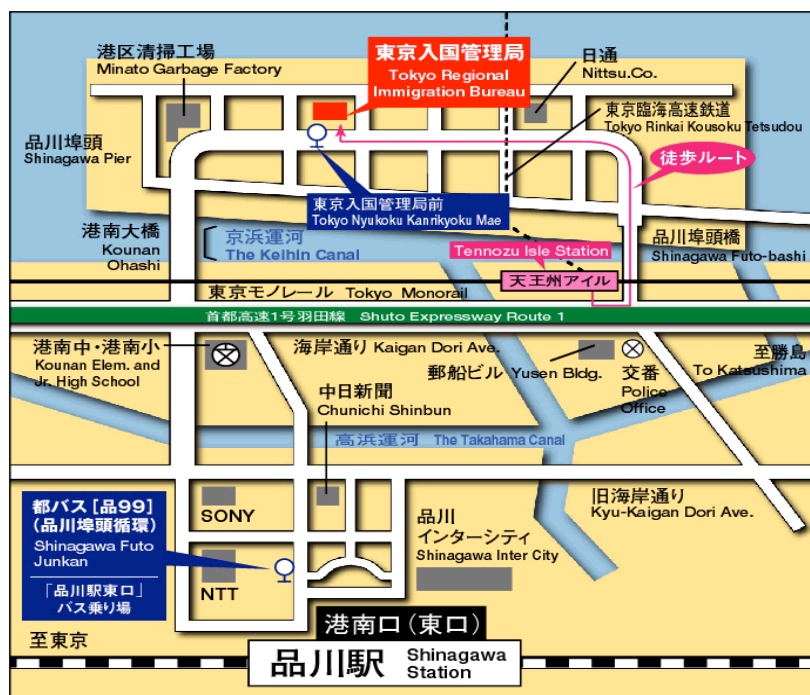 港区清掃工場
Minato Garbage Factory
東京入国管理局
Tokyo Regional
Immigration Bureau
日通
Nittsu.Co.
東京臨海高速鉄道
Tokyo Rinkai Kousoku Tetsudou
品川埠頭
Shinagawa Pier
徒歩ルート
東京入国管理局前
Tokyo Nyukoku Kanrikyoku Mae
港南大橋
Kounan
Ohashi
京浜運河
The Keihin Canal
Tennozu Isle Station
天王州アイル
品川埠頭橋
Shinagawa Futo-bashi
東京モノレール Tokyo Monorail
首都高速1号羽田線 Shuto Expressway Route 1
港南中・港南小
Kounan Elem. and
Jr. High School
海岸通り Kaigan Dori Ave.
中日新聞
Chunichi Shinbun
郵船ビル Yusen Bldg.
交番
Police
Office
至勝島
To Katsushima
高浜運河 The Takahama Canal
都バス[品99]
(品川埠頭循環)
Shinagawa Futo
Junkan
「品川駅東口」
バス乗り場
SONY
NTT
品川
インターシティ
Shinagawa Inter City
旧海岸通り
Kyu-Kaigan Dori Ave.
至東京
港南口(東口)
品川駅 Shinagawa
Station